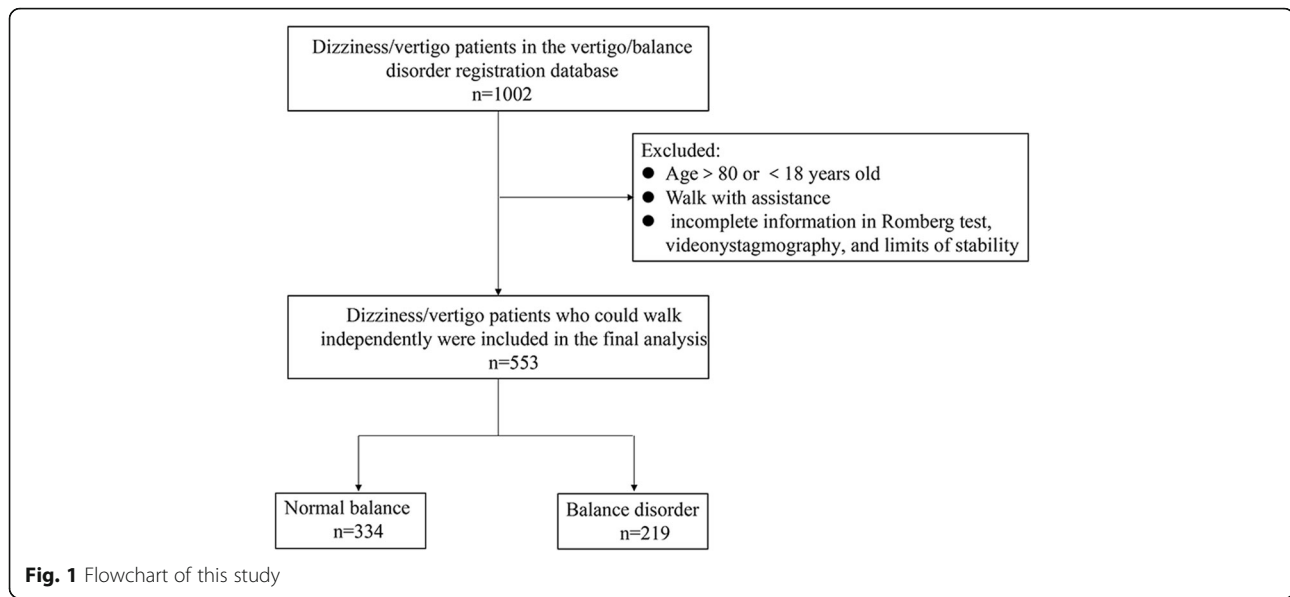 Dizziness/vertigo patients in the vertigo/balance
disorder registration database
n=1002
Excluded:
● Age > 80 or < 18 years old
● Walk with assistance
● incomplete information in Romberg test,
videonystagmography, and limits of stability
Dizziness/vertigo patients who could walk
independently were included in the final analysis
n=553
Normal balance
n=334
Balance disorder
n=219
Fig. 1 Flowchart of this study